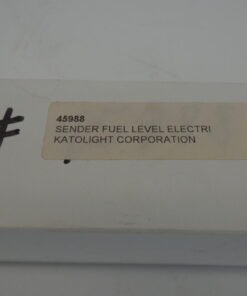 #
45988
SENDER FUEL LEVEL ELECTRI
KATOLIGHT CORPORATION